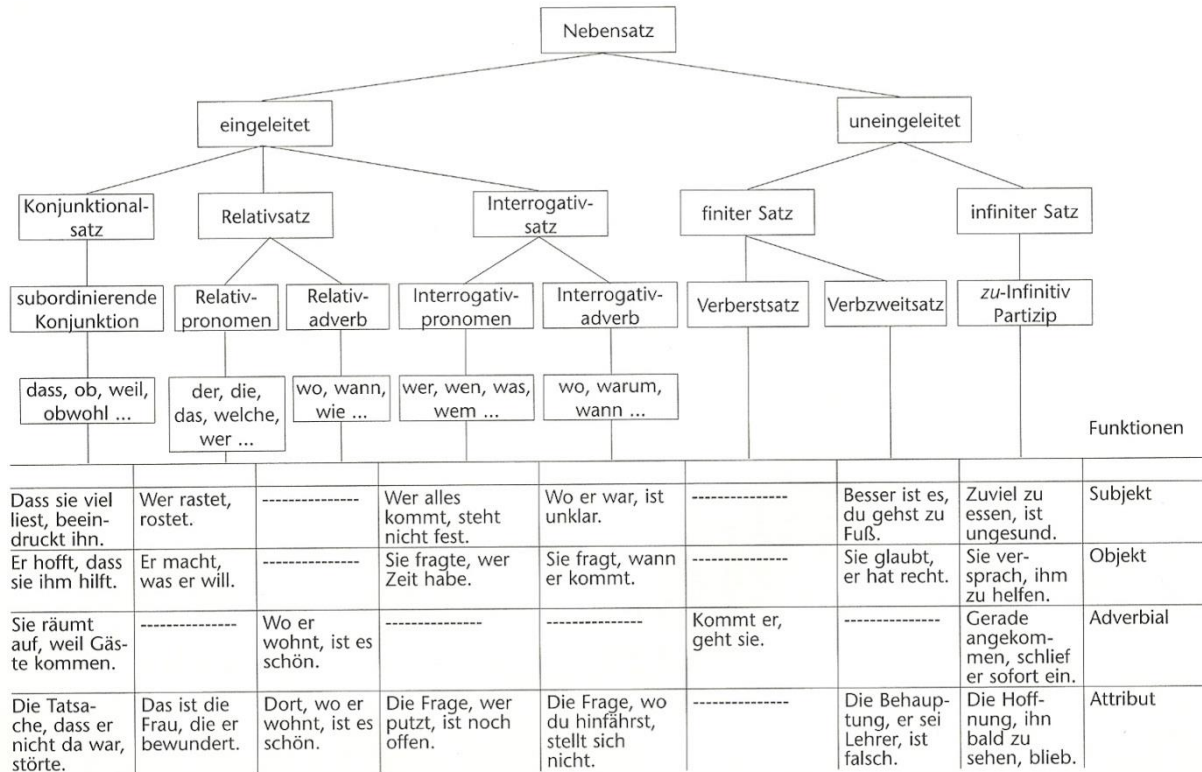 Nebensatz
eingeleitet
uneingeleitet
Konjunktional-
satz
Relativsatz
Interrogativ-
satz
finiter Satz
infiniter Satz
subordinierende
Konjunktion
Relativ-
pronomen
Relativ-
adverb
Interrogativ-
pronomen
Interrogativ-
adverb
Verberstsatz
Verbzweitsatz
zu-Infinitiv
Partizip
dass, ob, weil,
obwohl ...
der, die,
das, welche,
wer ...
wo, wann,
wie ...
wer, wen, was,
wem ...
wo, warum,
wann ...
Funktionen
Dass sie viel
liest, beein-
druckt ihn.
Wer rastet,
rostet.
---------------
Wer alles
kommt, steht
nicht fest.
Wo er war, ist
unklar.
---------------
Besser ist es,
du gehst zu
Fuß.
Zuviel zu
essen, ist
ungesund.
Subjekt
Er hofft, dass
sie ihm hilft.
Er macht,
was er will.
---------------
Sie fragte, wer
Zeit habe.
Sie fragt, wann
er kommt.
---------------
Sie glaubt,
er hat recht.
Sie ver-
sprach, ihm
zu helfen.
Objekt
Sie räumt
auf, weil Gäs-
te kommen.
---------------
Wo er
wohnt, ist es
schön.
---------------
---------------
Kommt er,
geht sie.
---------------
Gerade
angekom-
men, schlief
er sofort ein.
Adverbial
Die Tatsa-
che, dass er
nicht da war,
störte.
Das ist die
Frau, die er
bewundert.
Dort, wo er
wohnt, ist es
schön.
Die Frage, wer
putzt, ist noch
offen.
Die Frage, wo
du hinfährst,
stellt sich
nicht.
---------------
Die Behaup-
tung, er sei
Lehrer, ist
falsch.
Die Hoff-
nung, ihn
bald zu
sehen, blieb.
Attribut